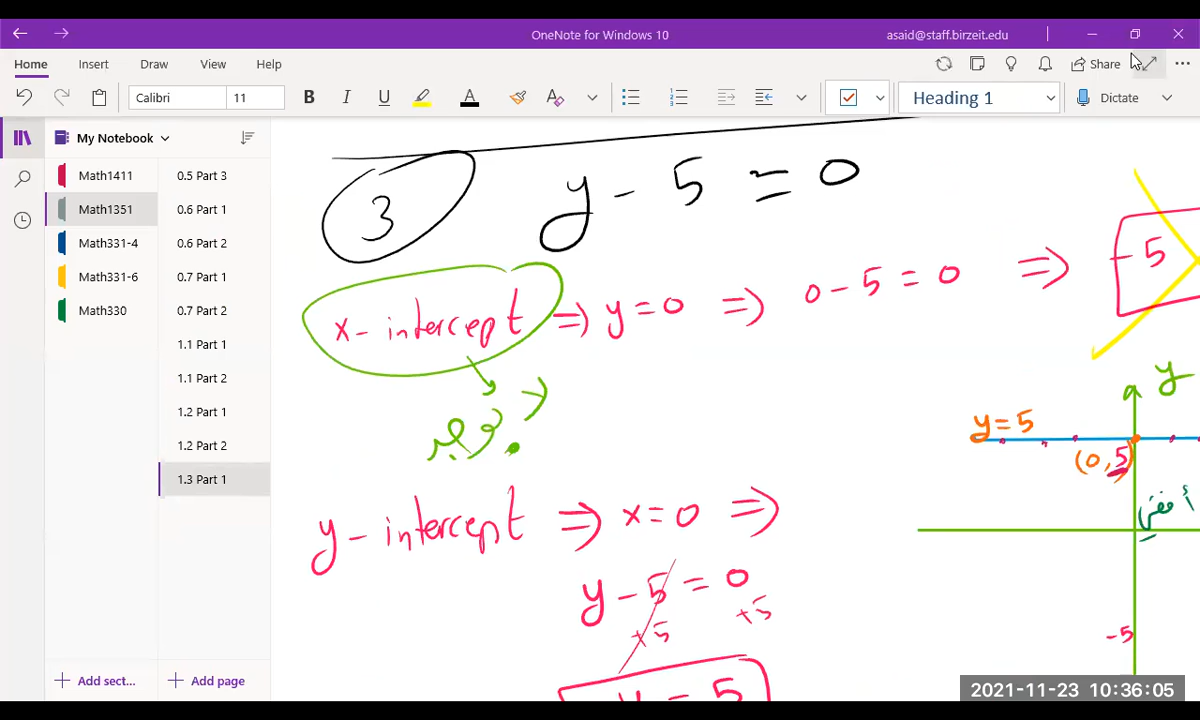 OneNote for Windows 10
asaid@staff.birzeit.edu
Home Insert Draw View Help
Share
Calibri 11 B I U A Heading 1 Dictate
My Notebook
Math1411
Math1351
Math331-4
Math331-6
Math330
0.5 Part 3
0.6 Part 1
0.6 Part 2
0.7 Part 1
0.7 Part 2
1.1 Part 1
1.1 Part 2
1.2 Part 1
1.2 Part 2
1.3 Part 1
Add sect...
Add page
3 y - 5 = 0
x-intercept => y = 0 => 0 - 5 = 0 => -5
لا يوجد
y-intercept => x = 0 =>
y - 5 = 0
+5 +5
y = 5
y
y = 5
(0, 5)
أفقي
-5
2021-11-23 10:36:05